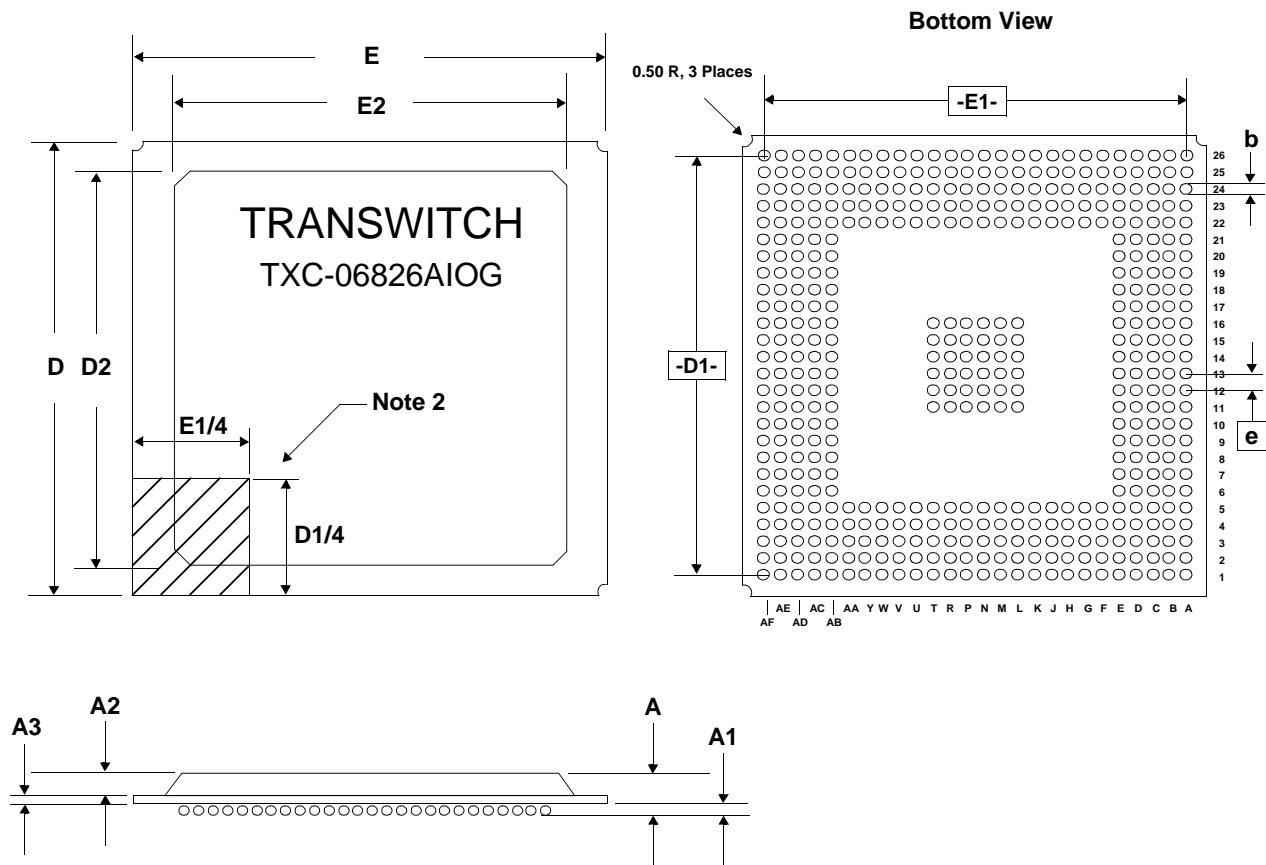 Bottom View
E
E2
0.50 R, 3 Places
-E1-
b
TRANSWITCH
TXC-06826AIOG
D
D2
Note 2
E1/4
D1/4
-D1-
e
26
25
24
23
22
21
20
19
18
17
16
15
14
13
12
11
10
9
8
7
6
5
4
3
2
1
AE AC AA Y W V U T R P N M L K J H G F E D C B A
AF AD AB
A3
A2
A
A1